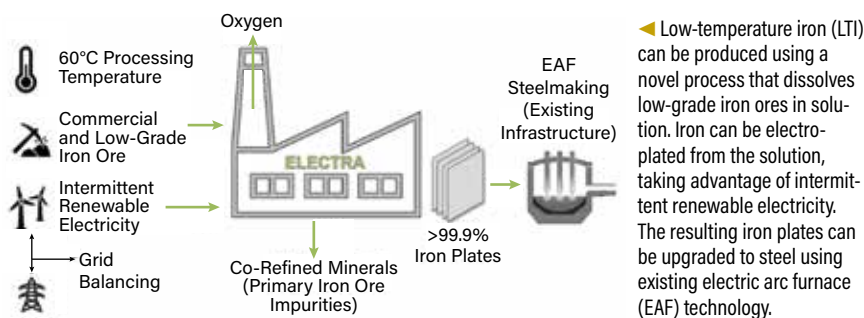 Oxygen
60°C Processing
Temperature
Commercial
and Low-Grade
Iron Ore
Intermittent
Renewable
Electricity
Grid
Balancing
ELECTRA
Co-Refined Minerals
(Primary Iron Ore
Impurities)
>99.9%
Iron Plates
EAF
Steelmaking
(Existing
Infrastructure)
◄ Low-temperature iron (LTI)
can be produced using a
novel process that dissolves
low-grade iron ores in solu-
tion. Iron can be electro-
plated from the solution,
taking advantage of intermit-
tent renewable electricity.
The resulting iron plates can
be upgraded to steel using
existing electric arc furnace
(EAF) technology.